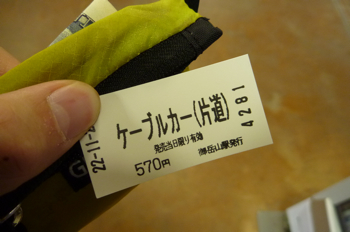 22-11-
ケーブルカー(片道)
発売当日限り有効
570円
岳山駅発行
4281
G